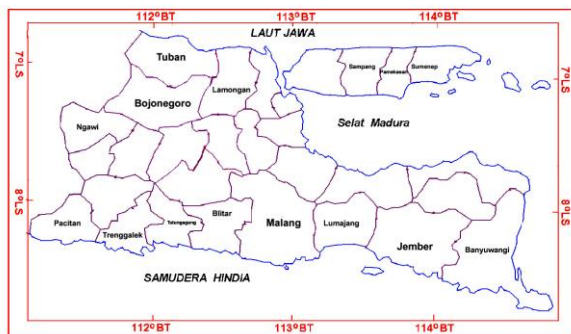 112°BT
113°BT
114°BT
LAUT JAWA
7°LS
7°LS
Tuban
Sampang
Pamekasan
Sumenep
Lamongan
Bojonegoro
Ngawi
Selat Madura
8°LS
8°LS
Pacitan
Trenggalek
Tulungagung
Blitar
Malang
Lumajang
Jember
Banyuwangi
SAMUDERA HINDIA
112°BT
113°BT
114°BT